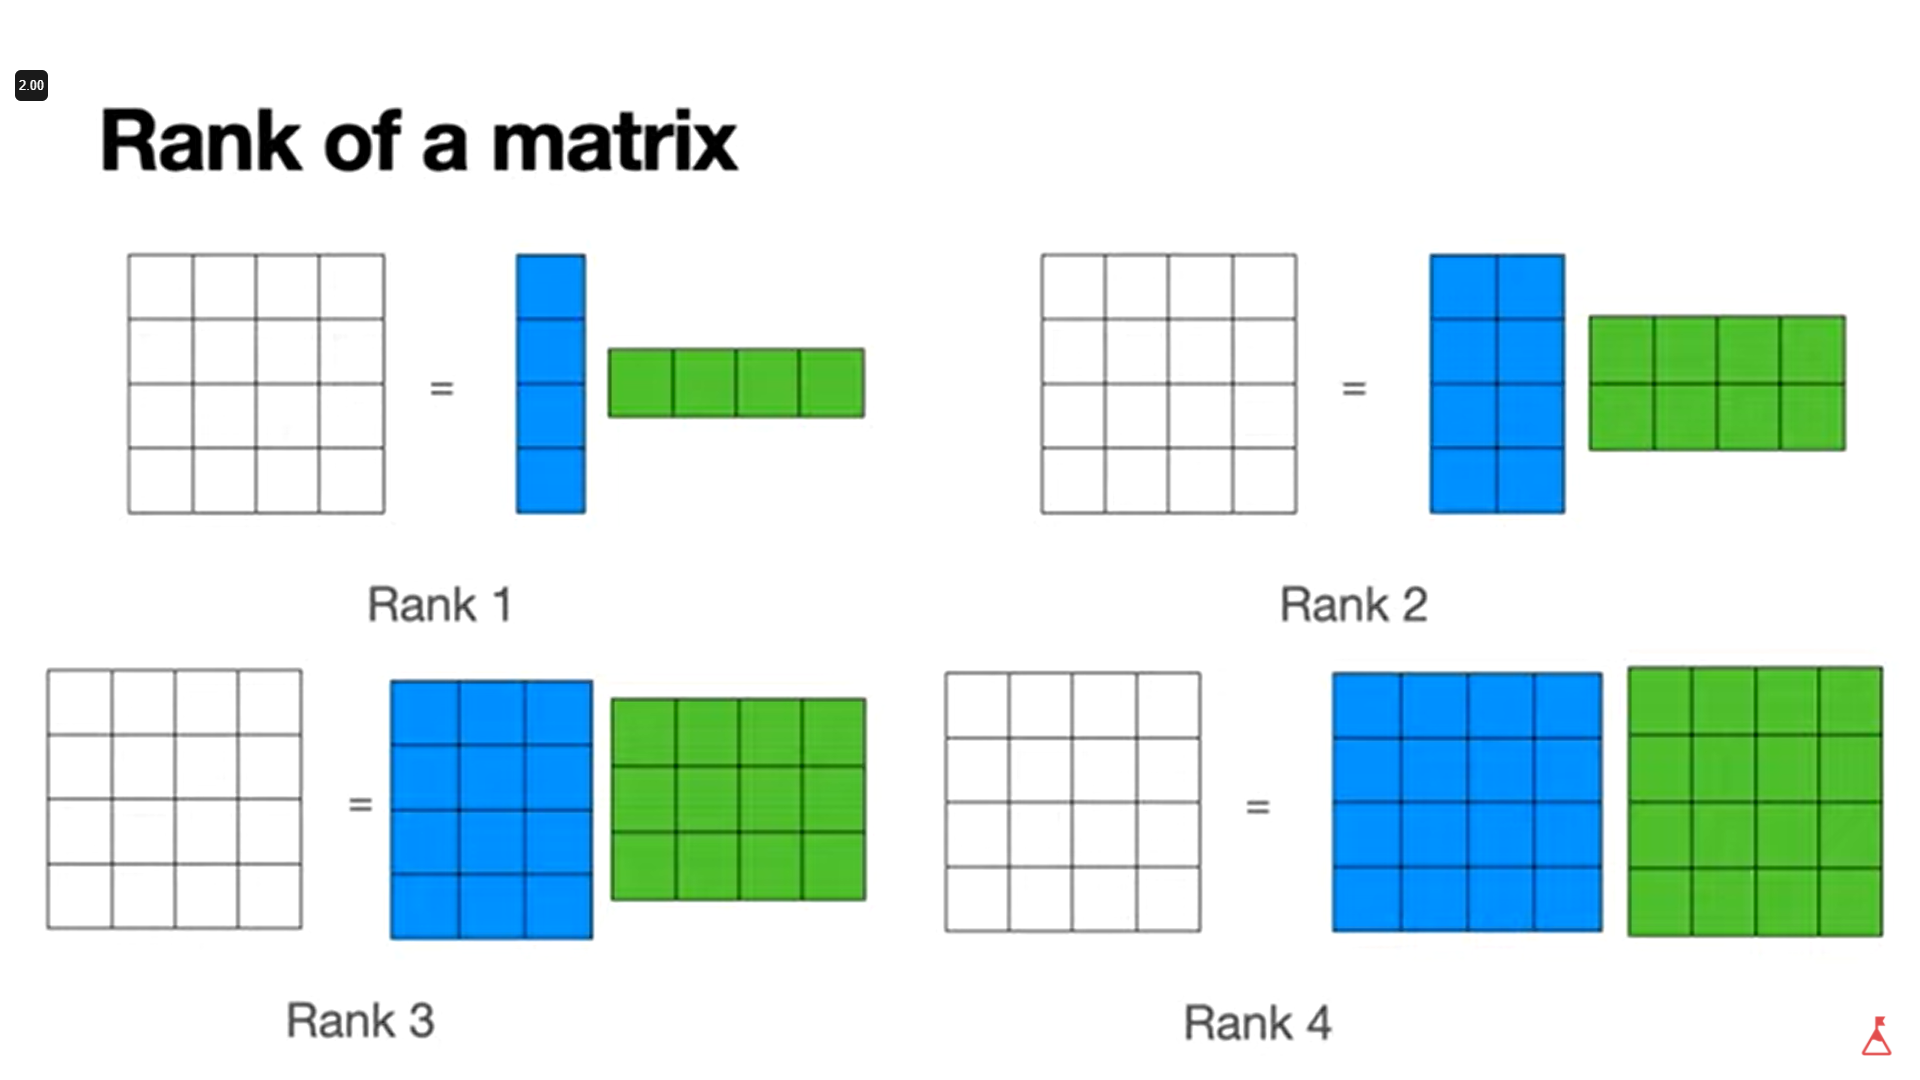 2.00
Rank of a matrix
=
=
Rank 1
Rank 2
=
=
Rank 3
Rank 4